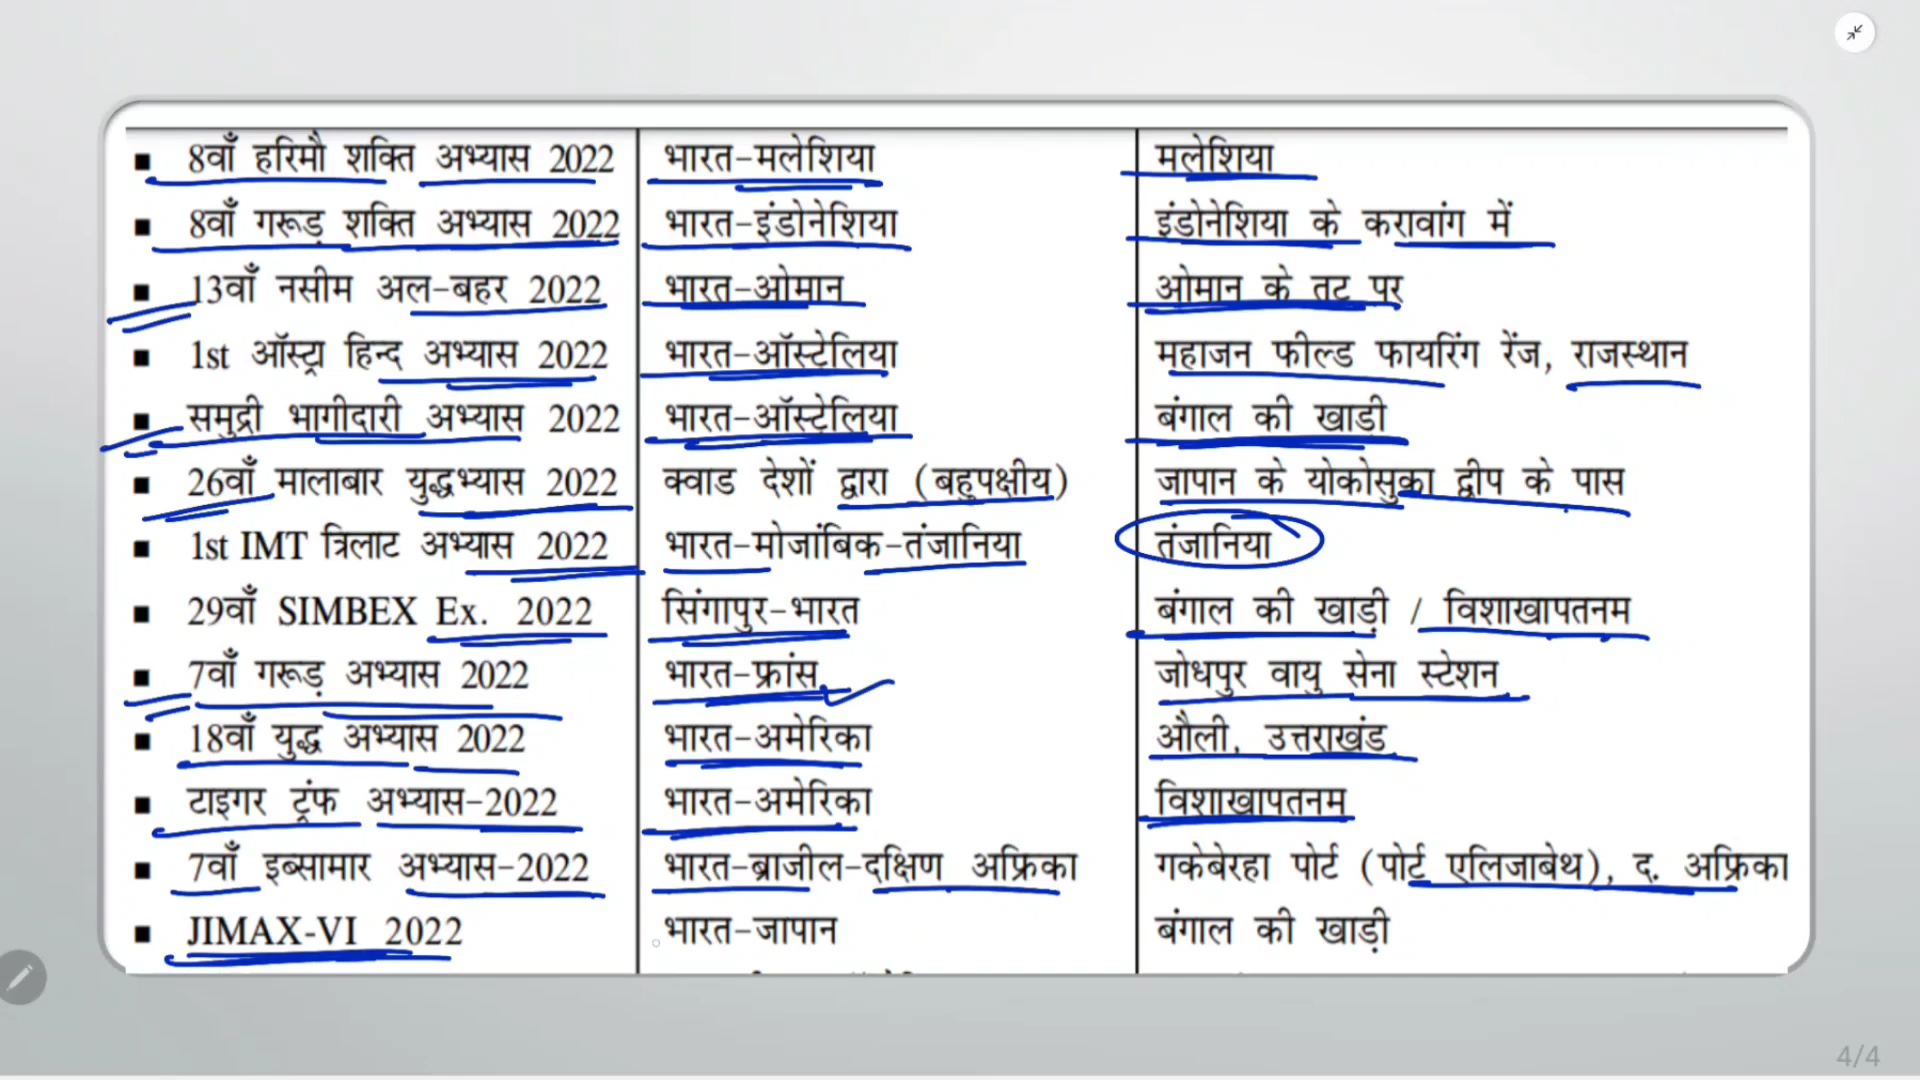 ■ 8वाँ हरिमौ शक्ति अभ्यास 2022 भारत-मलेशिया मलेशिया
■ 8वाँ गरूड़ शक्ति अभ्यास 2022 भारत-इंडोनेशिया इंडोनेशिया के करावांग में
■ 13वाँ नसीम अल-बहर 2022 भारत-ओमान ओमान के तट पर
■ 1st ऑस्ट्रा हिन्द अभ्यास 2022 भारत-ऑस्ट्रेलिया महाजन फील्ड फायरिंग रेंज, राजस्थान
■ समुद्री भागीदारी अभ्यास 2022 भारत-ऑस्ट्रेलिया बंगाल की खाड़ी
■ 26वाँ मालाबार युद्धभ्यास 2022 क्वाड देशों द्वारा (बहुपक्षीय) जापान के योकोसुका द्वीप के पास
■ 1st IMT त्रिलाट अभ्यास 2022 भारत-मोजांबिक-तंजानिया तंजानिया
■ 29वाँ SIMBEX Ex. 2022 सिंगापुर-भारत बंगाल की खाड़ी / विशाखापतनम
■ 7वाँ गरूड़ अभ्यास 2022 भारत-फ्रांस जोधपुर वायु सेना स्टेशन
■ 18वाँ युद्ध अभ्यास 2022 भारत-अमेरिका औली, उत्तराखंड
■ टाइगर ट्रंफ अभ्यास-2022 भारत-अमेरिका विशाखापतनम
■ 7वाँ इब्सामार अभ्यास-2022 भारत-ब्राजील-दक्षिण अफ्रिका गकेबेरहा पोर्ट (पोर्ट एलिजाबेथ), द. अफ्रिका
■ JIMAX-VI 2022 भारत-जापान बंगाल की खाड़ी
4/4